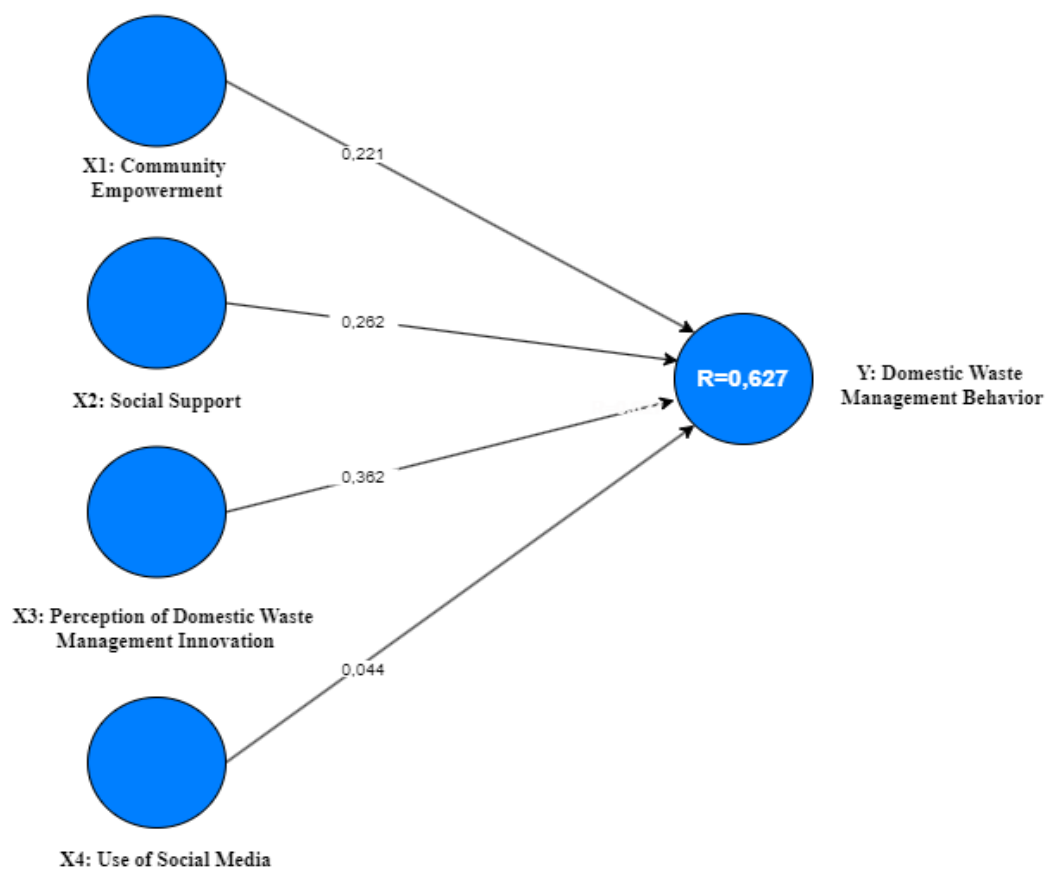 0,221
X1: Community
Empowerment
0,262
R=0,627
Y: Domestic Waste
Management Behavior
X2: Social Support
0,362
X3: Perception of Domestic Waste
Management Innovation
0,044
X4: Use of Social Media